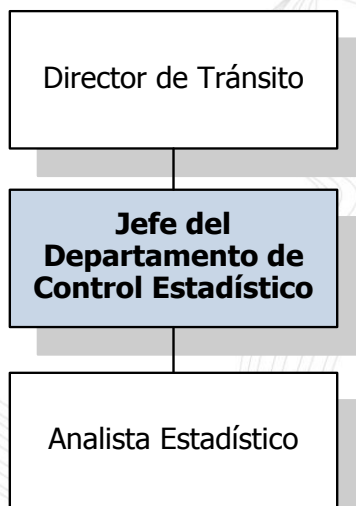 Director de Tránsito
Jefe del
Departamento de
Control Estadístico
Analista Estadístico